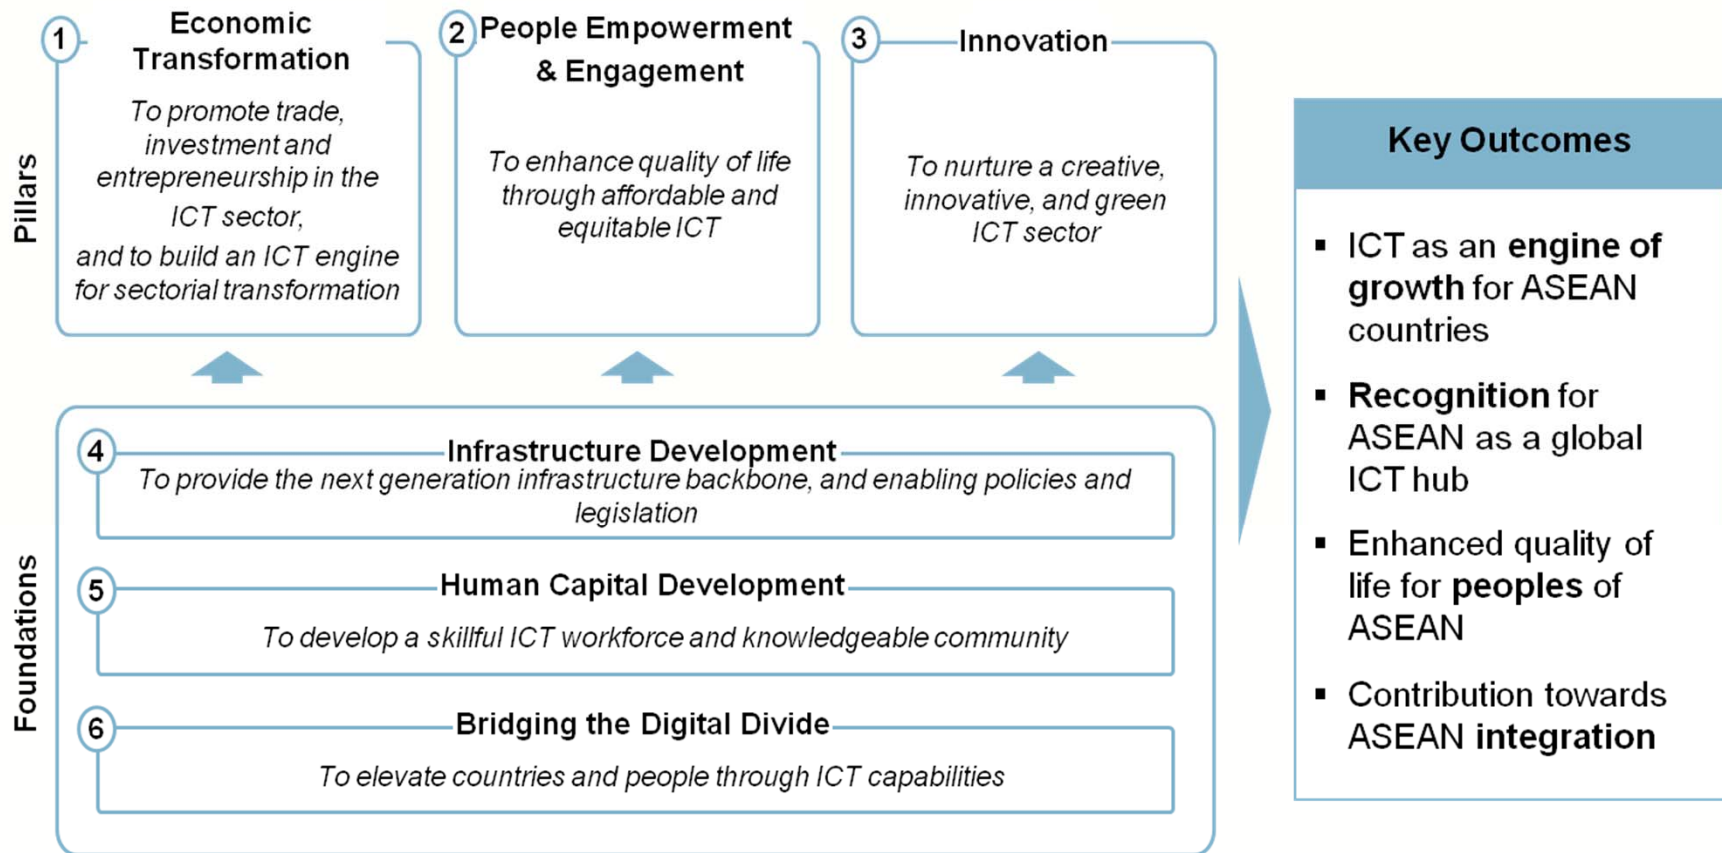 Pillars
1
Economic
Transformation
To promote trade,
investment and
entrepreneurship in the
ICT sector,
and to build an ICT engine
for sectorial transformation
2
People Empowerment
& Engagement
To enhance quality of life
through affordable and
equitable ICT
3
Innovation
To nurture a creative,
innovative, and green
ICT sector
Foundations
4
Infrastructure Development
To provide the next generation infrastructure backbone, and enabling policies and
legislation
5
Human Capital Development
To develop a skillful ICT workforce and knowledgeable community
6
Bridging the Digital Divide
To elevate countries and people through ICT capabilities
Key Outcomes
▪ ICT as an engine of
growth for ASEAN
countries
▪ Recognition for
ASEAN as a global
ICT hub
▪ Enhanced quality of
life for peoples of
ASEAN
▪ Contribution towards
ASEAN integration